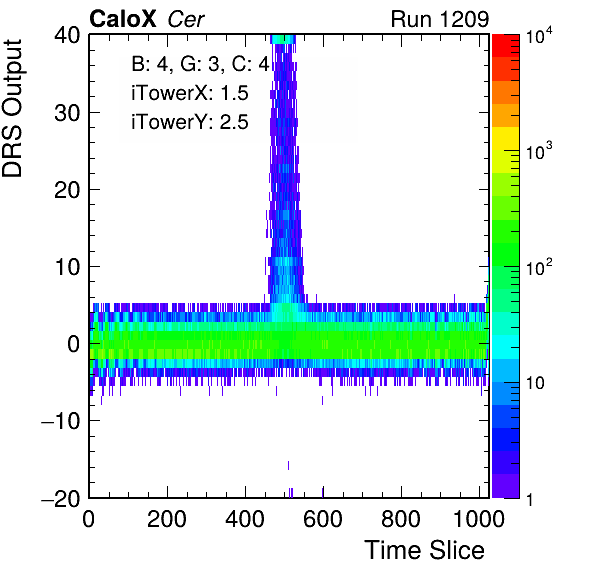 CaloX Cer
Run 1209
B: 4, G: 3, C: 4
iTowerX: 1.5
iTowerY: 2.5
DRS Output
40
30
20
10
0
−10
−20
0
200
400
600
800
1000
Time Slice
10^4
10^3
10^2
10
1